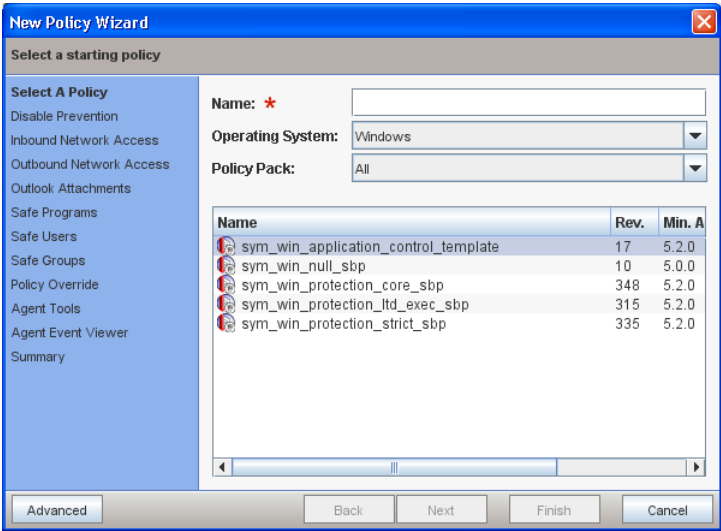 New Policy Wizard
Select a starting policy
Select A Policy
Disable Prevention
Inbound Network Access
Outbound Network Access
Outlook Attachments
Safe Programs
Safe Users
Safe Groups
Policy Override
Agent Tools
Agent Event Viewer
Summary
Name: *
Operating System: Windows
Policy Pack: All
Name Rev. Min. A
sym_win_application_control_template 17 5.2.0
sym_win_null_sbp 10 5.0.0
sym_win_protection_core_sbp 348 5.2.0
sym_win_protection_ltd_exec_sbp 315 5.2.0
sym_win_protection_strict_sbp 335 5.2.0
Advanced Back Next Finish Cancel